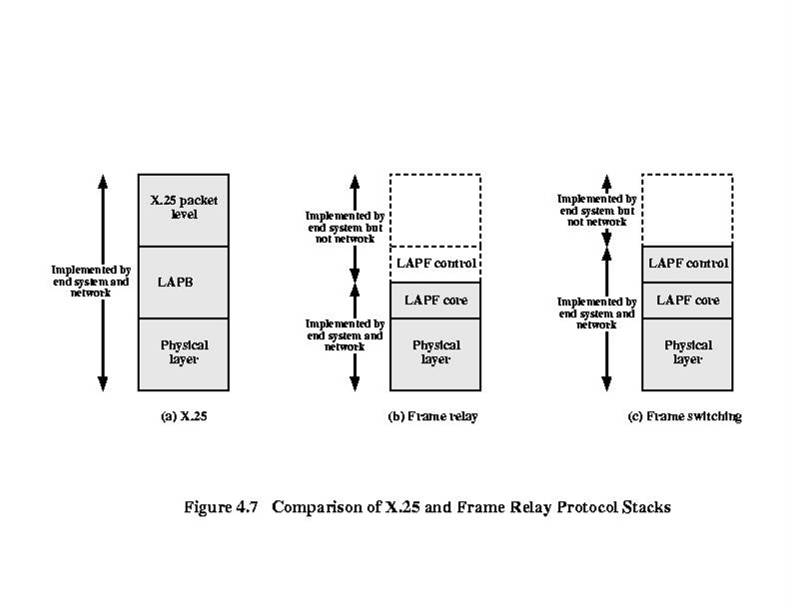 X.25 packet
level
Implemented by
end system and
network
LAPB
Physical
layer
(a) X.25
Implemented by
end system but
not network
LAPF control
LAPF core
Implemented by
end system and
network
Physical
layer
(b) Frame relay
Implemented by
end system but
not network
LAPF control
LAPF core
Implemented by
end system and
network
Physical
layer
(c) Frame switching
Figure 4.7 Comparison of X.25 and Frame Relay Protocol Stacks